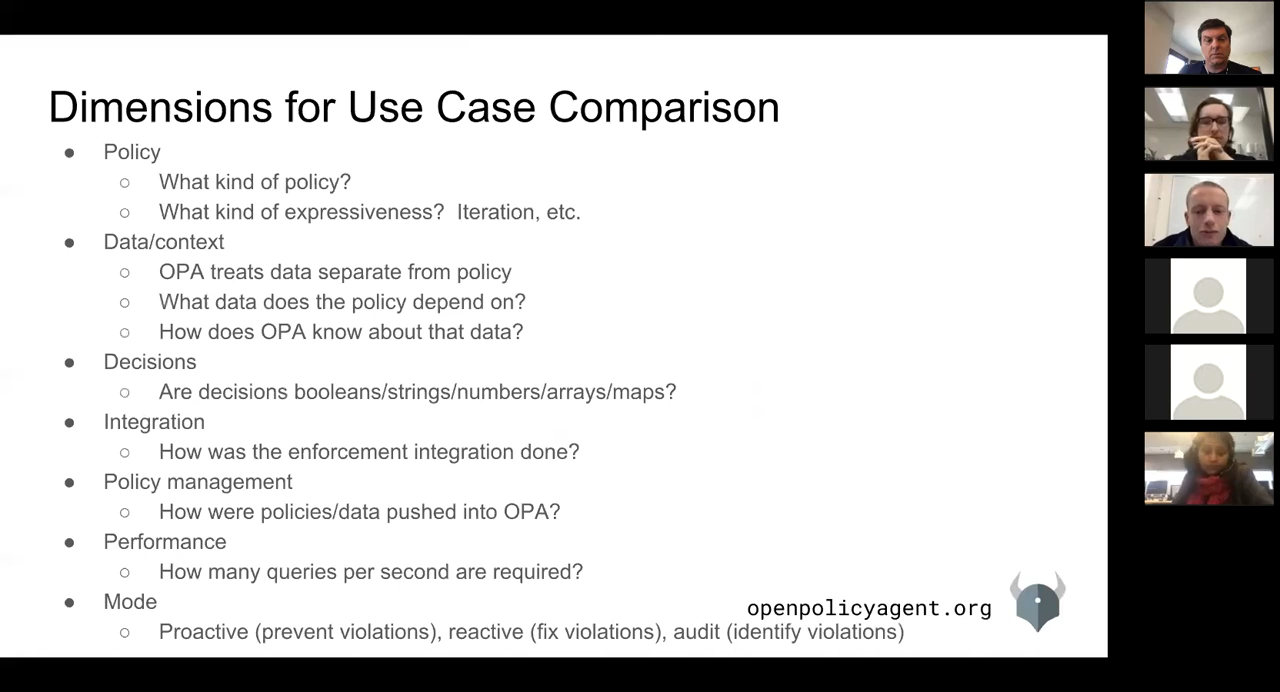 Dimensions for Use Case Comparison
● Policy
○ What kind of policy?
○ What kind of expressiveness? Iteration, etc.
● Data/context
○ OPA treats data separate from policy
○ What data does the policy depend on?
○ How does OPA know about that data?
● Decisions
○ Are decisions booleans/strings/numbers/arrays/maps?
● Integration
○ How was the enforcement integration done?
● Policy management
○ How were policies/data pushed into OPA?
● Performance
○ How many queries per second are required?
● Mode
○ Proactive (prevent violations), reactive (fix violations), audit (identify violations)
openpolicyagent.org